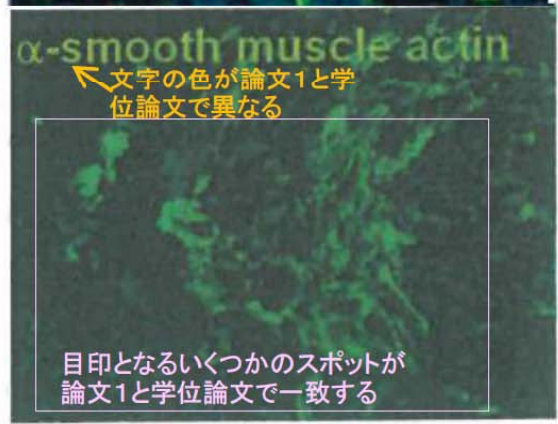 α-smooth muscle actin
文字の色が論文1と学
位論文で異なる
目印となるいくつかのスポットが
論文1と学位論文で一致する